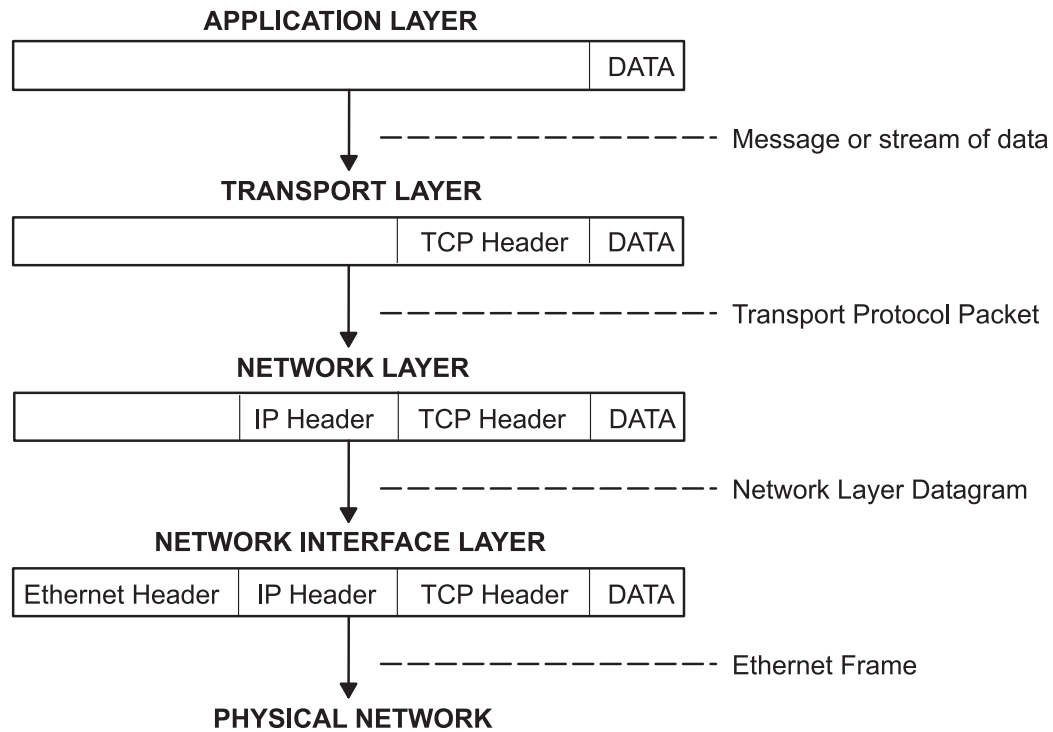 APPLICATION LAYER
DATA
Message or stream of data
TRANSPORT LAYER
TCP Header DATA
Transport Protocol Packet
NETWORK LAYER
IP Header TCP Header DATA
Network Layer Datagram
NETWORK INTERFACE LAYER
Ethernet Header IP Header TCP Header DATA
Ethernet Frame
PHYSICAL NETWORK